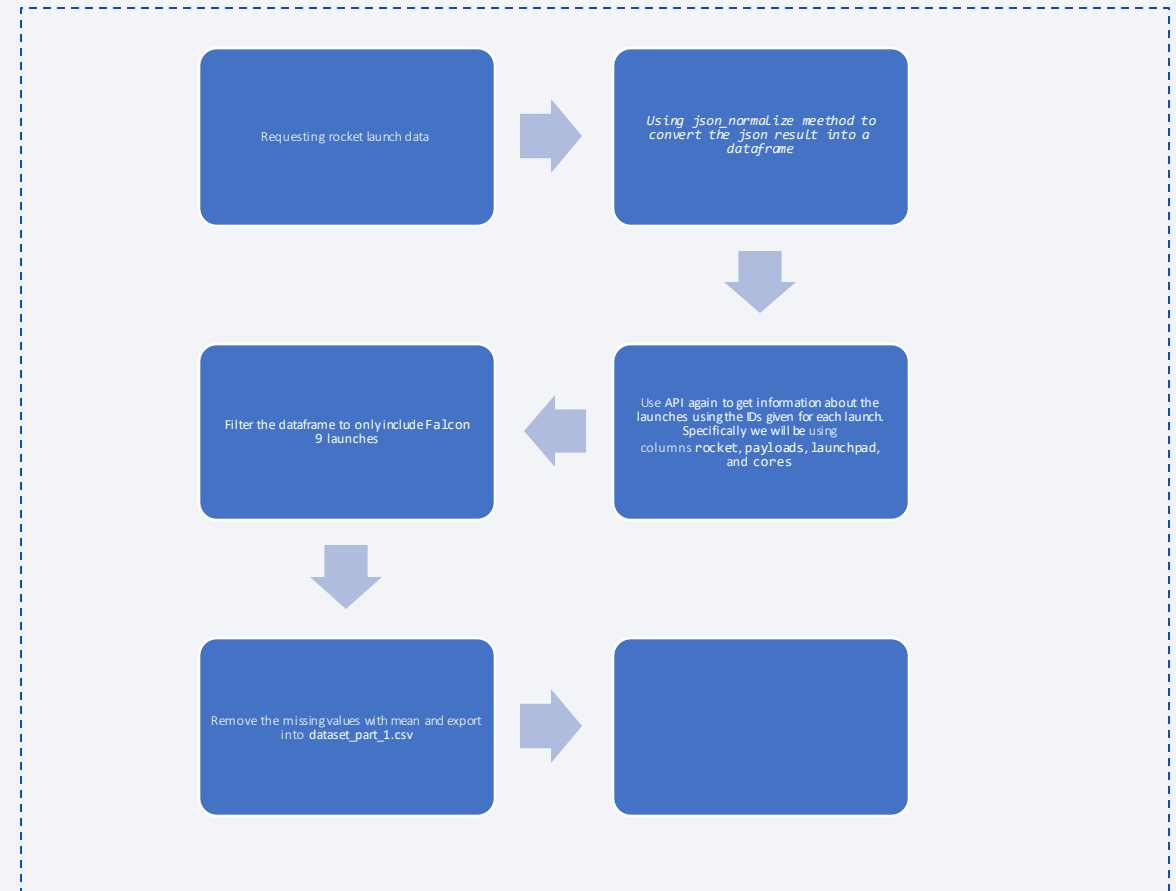 Requesting rocket launch data
Using json_normalize meethod to
convert the json result into a
dataframe
Use API again to get information about the
launches using the IDs given for each launch.
Specifically we will be using
columns rocket, payloads, launchpad,
and cores
Filter the dataframe to only include Falcon
9 launches
Remove the missing values with mean and export
into dataset_part_1.csv